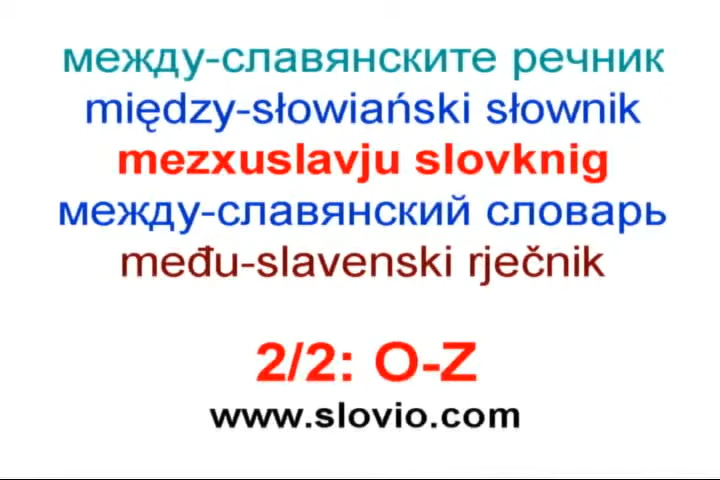 между-славянските речник
między-słowiański słownik
mezxuslavju slovknig
между-славянский словарь
među-slavenski rječnik
2/2: O-Z
www.slovio.com